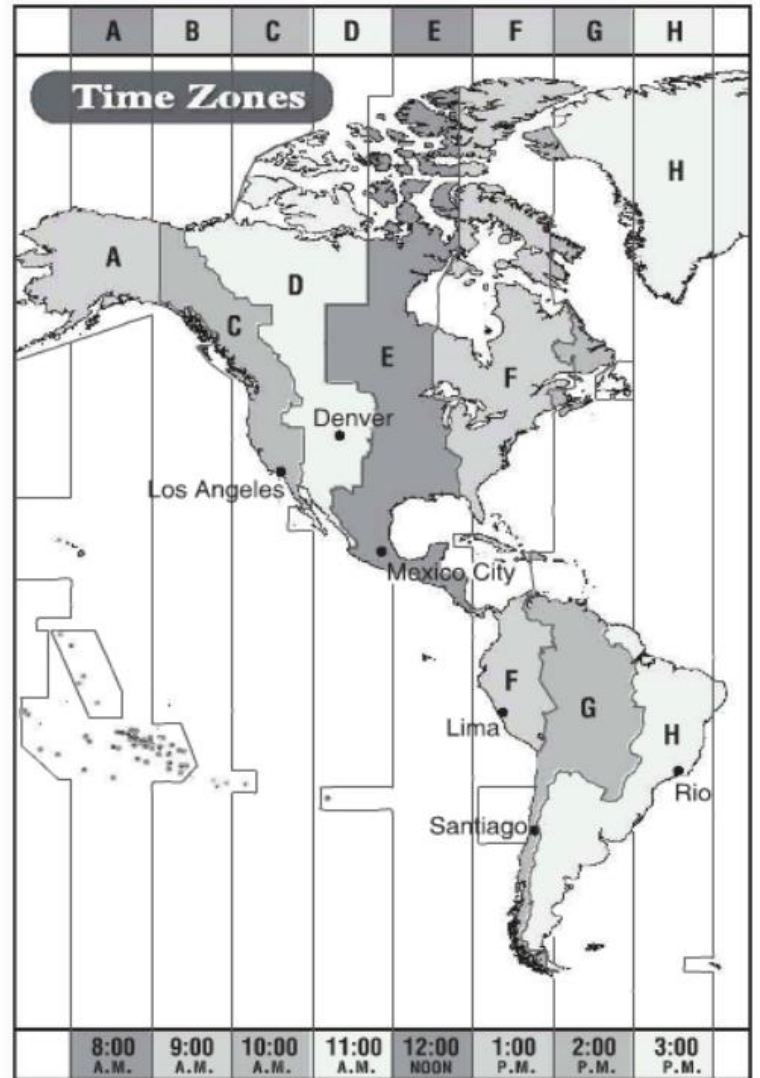 A B C D E F G H
Time Zones
H
A
D
C
E
F
Denver
Los Angeles
Mexico City
F
G
Lima
H
Rio
Santiago
8:00 9:00 10:00 11:00 12:00 1:00 2:00 3:00
A.M. A.M. A.M. A.M. NOON P.M. P.M. P.M.